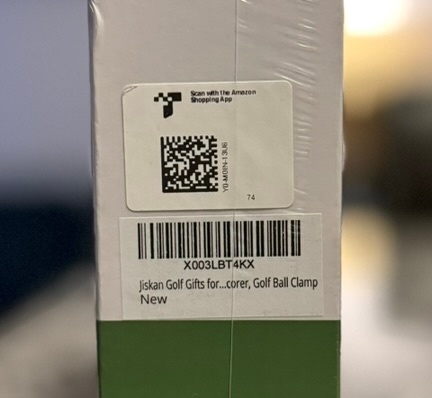 Scan with the Amazon
Shopping App
74
X003LBT4KX
Jiskan Golf Gifts for...corer, Golf Ball Clamp
New